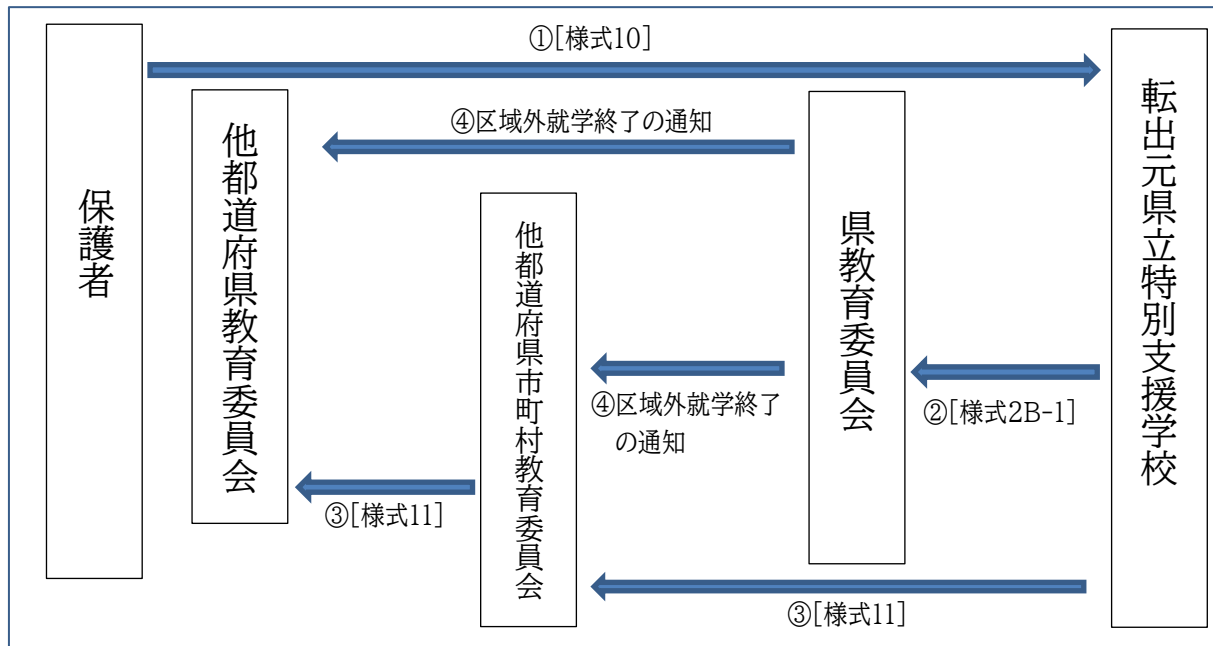 ①[様式10]
保護者
他都道府県教育委員会
④区域外就学終了の通知
他都道府県市町村教育委員会
県教育委員会
転出元県立特別支援学校
④区域外就学終了
の通知
②[様式2B-1]
③[様式11]
③[様式11]